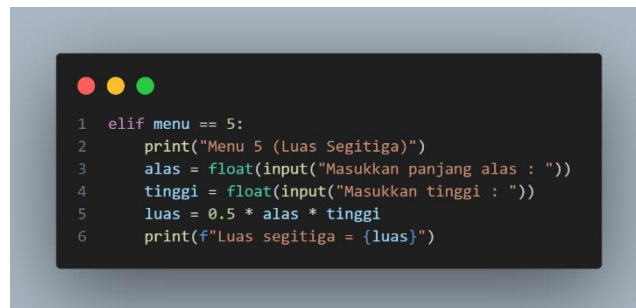 1 elif menu == 5:
2 print("Menu 5 (Luas Segitiga)")
3 alas = float(input("Masukkan panjang alas : "))
4 tinggi = float(input("Masukkan tinggi : "))
5 luas = 0.5 * alas * tinggi
6 print(f"Luas segitiga = {luas}")